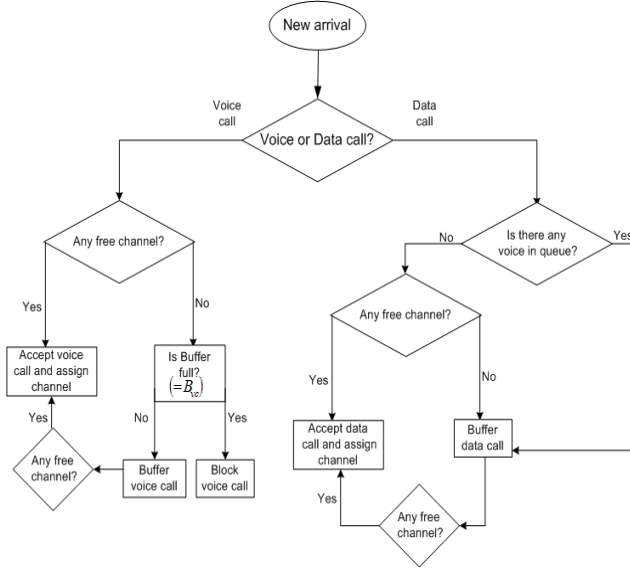 New arrival
Voice
call
Data
call
Voice or Data call?
Any free channel?
Is there any
voice in queue?
No
Yes
Any free channel?
Yes
No
Accept voice
call and assign
channel
Is Buffer
full?
(=Bvc)
Yes
No
Accept data
call and assign
channel
Buffer
data call
Yes
No
Yes
Any free
channel?
Buffer
voice call
Block
voice call
Yes
Any free
channel?